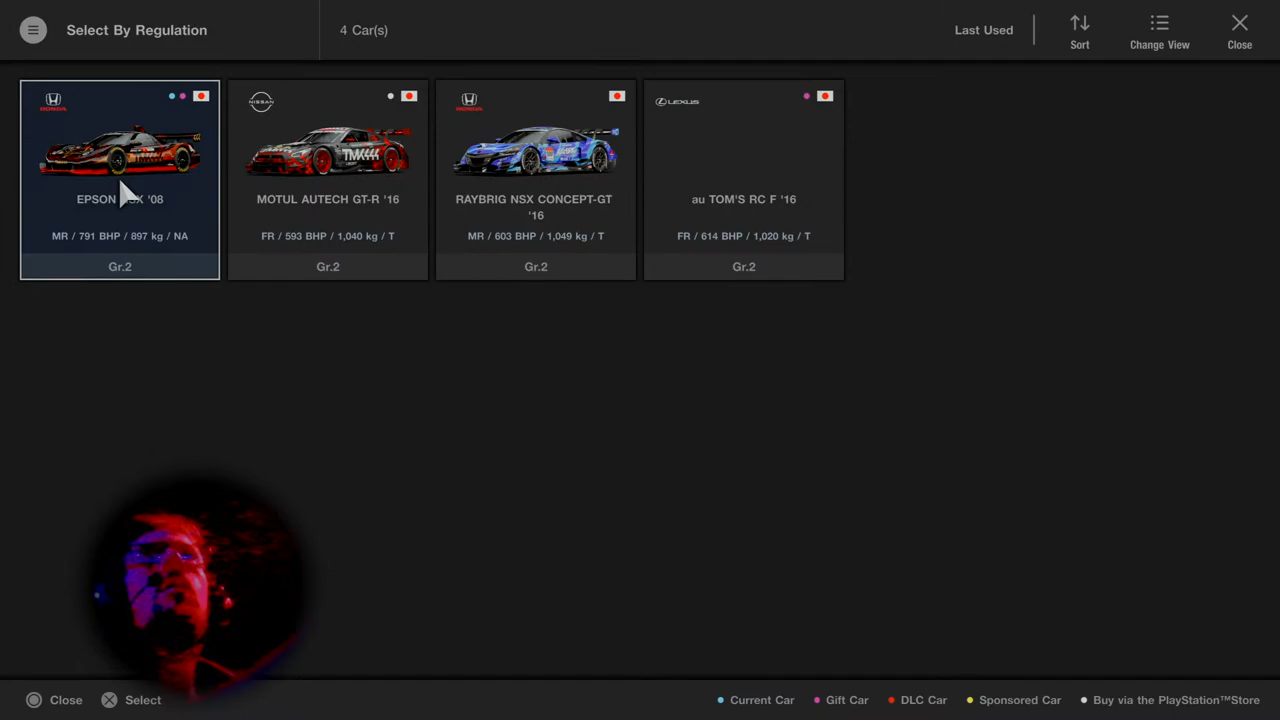 Select By Regulation
4 Car(s)
Last Used
Sort
Change View
Close
HONDA
EPSON NSX '08
MR / 791 BHP / 897 kg / NA
Gr.2
NISSAN
MOTUL AUTECH GT-R '16
FR / 593 BHP / 1,040 kg / T
Gr.2
HONDA
RAYBRIG NSX CONCEPT-GT
'16
MR / 603 BHP / 1,049 kg / T
Gr.2
LEXUS
au TOM'S RC F '16
FR / 614 BHP / 1,020 kg / T
Gr.2
Close
Select
Current Car
Gift Car
DLC Car
Sponsored Car
Buy via the PlayStation™Store